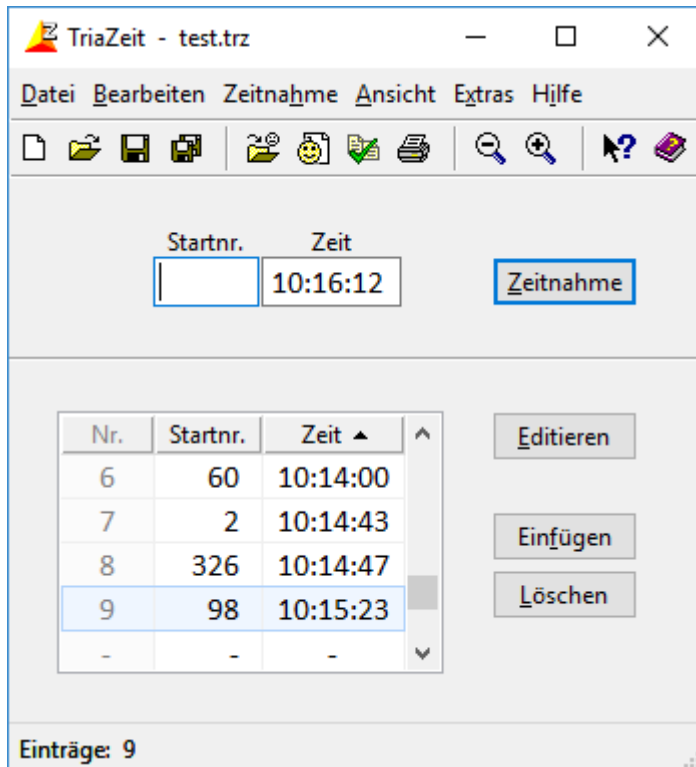 TriaZeit - test.trz
Datei Bearbeiten Zeitnahme Ansicht Extras Hilfe
Startnr. Zeit
10:16:12 Zeitnahme
Nr. Startnr. Zeit
Editieren
6 60 10:14:00
7 2 10:14:43
Einfügen
8 326 10:14:47
9 98 10:15:23
Löschen
- - -
Einträge: 9